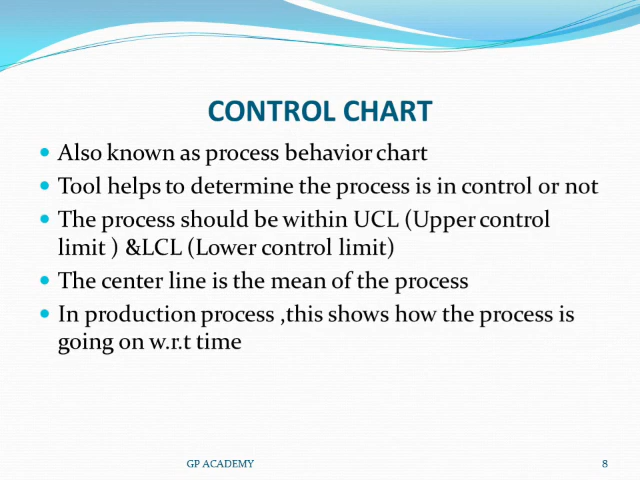 CONTROL CHART
• Also known as process behavior chart
• Tool helps to determine the process is in control or not
• The process should be within UCL (Upper control
limit ) &LCL (Lower control limit)
• The center line is the mean of the process
• In production process ,this shows how the process is
going on w.r.t time
GP ACADEMY
8